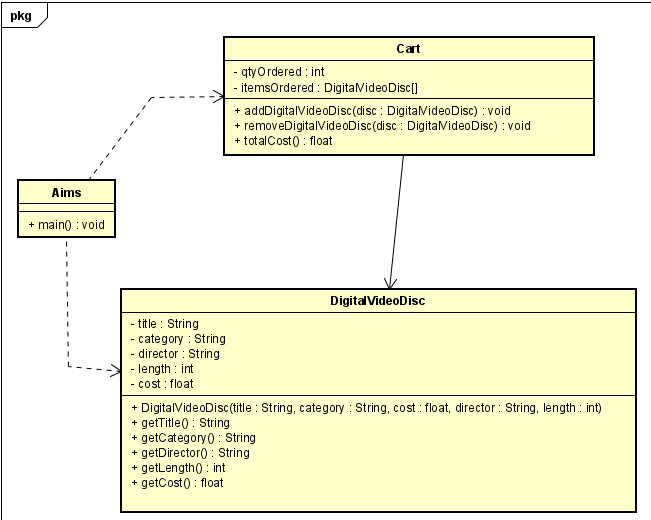 pkg
Cart
- qtyOrdered : int
- itemsOrdered : DigitalVideoDisc[]
+ addDigitalVideoDisc(disc : DigitalVideoDisc) : void
+ removeDigitalVideoDisc(disc : DigitalVideoDisc) : void
+ totalCost() : float
Aims
+ main() : void
DigitalVideoDisc
- title : String
- category : String
- director : String
- length : int
- cost : float
+ DigitalVideoDisc(title : String, category : String, cost : float, director : String, length : int)
+ getTitle() : String
+ getCategory() : String
+ getDirector() : String
+ getLength() : int
+ getCost() : float